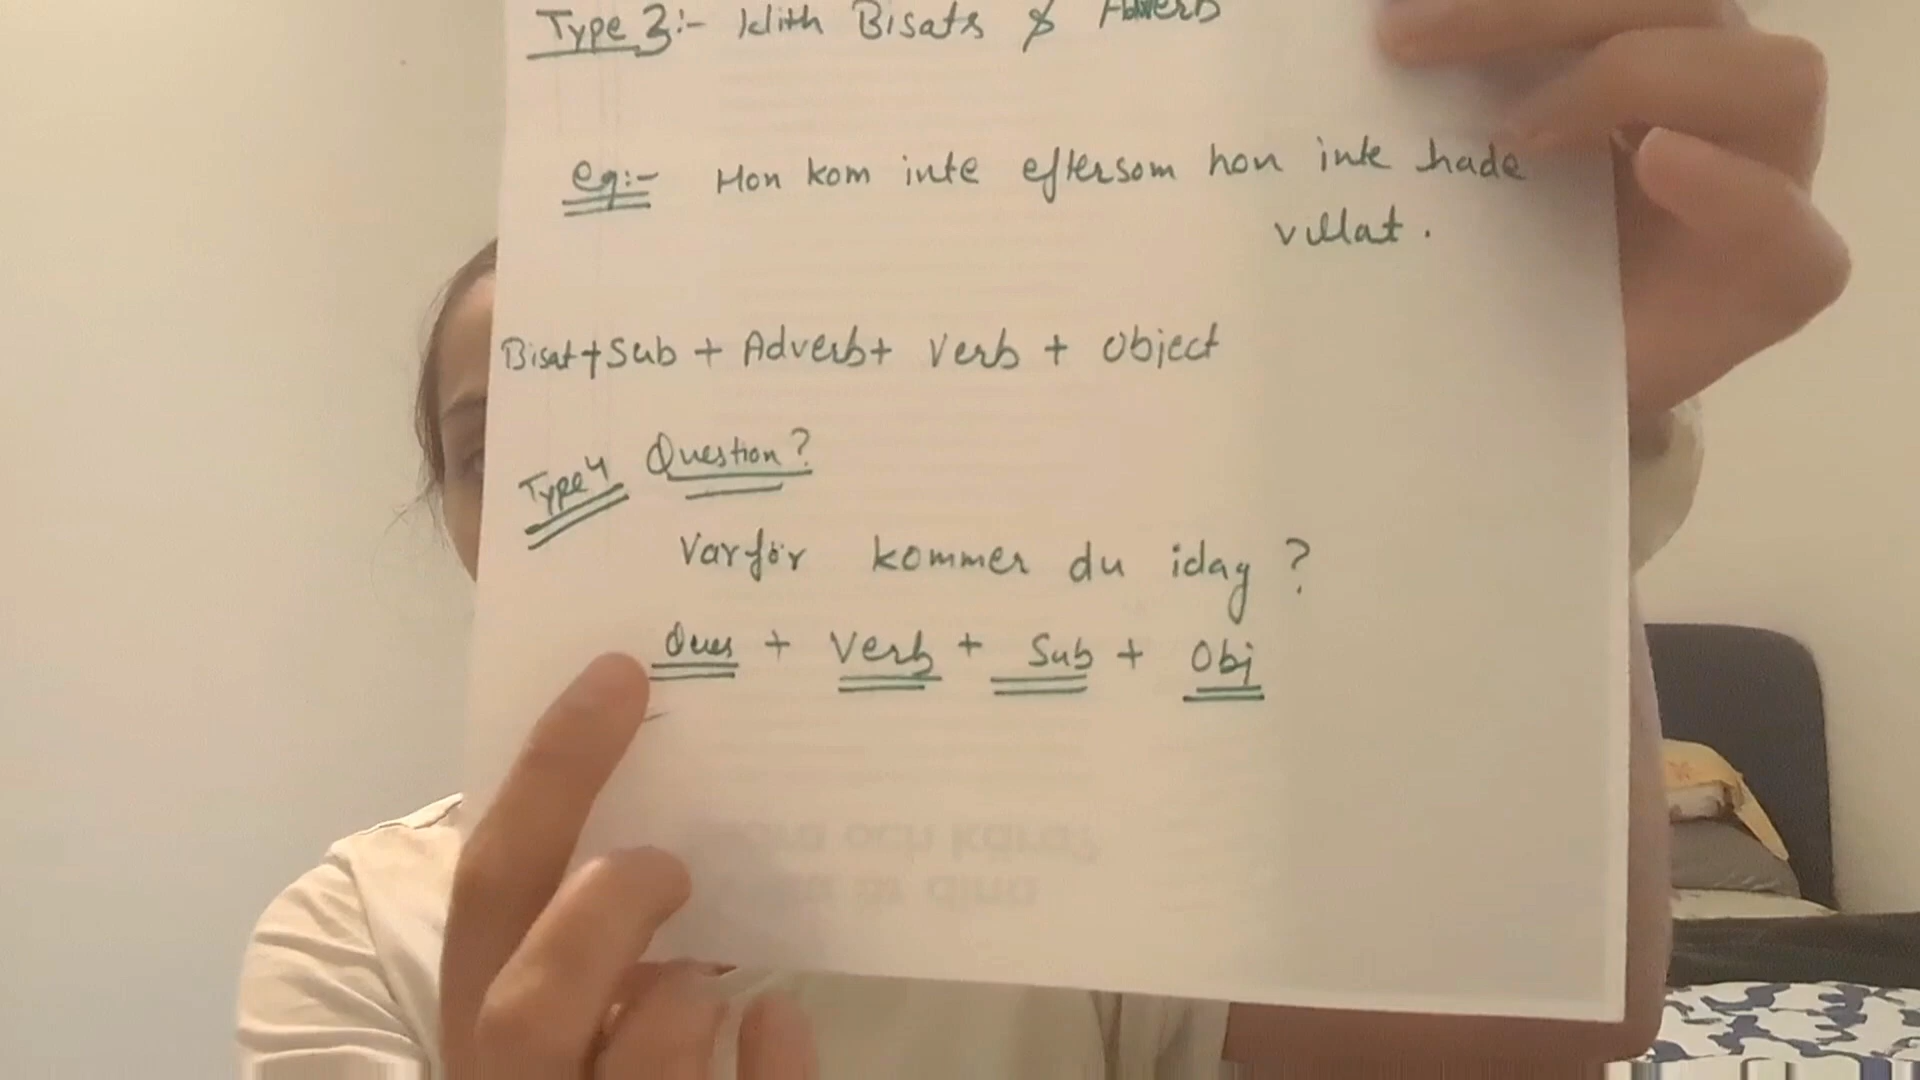 Type 3:- With Bisats & Adverb
eg:- Hon kom inte eftersom hon inte hade
villat.
Bisat + Sub + Adverb + Verb + Object
Type 4 Question?
Varför kommer du idag?
Ques + Verb + Sub + Obj